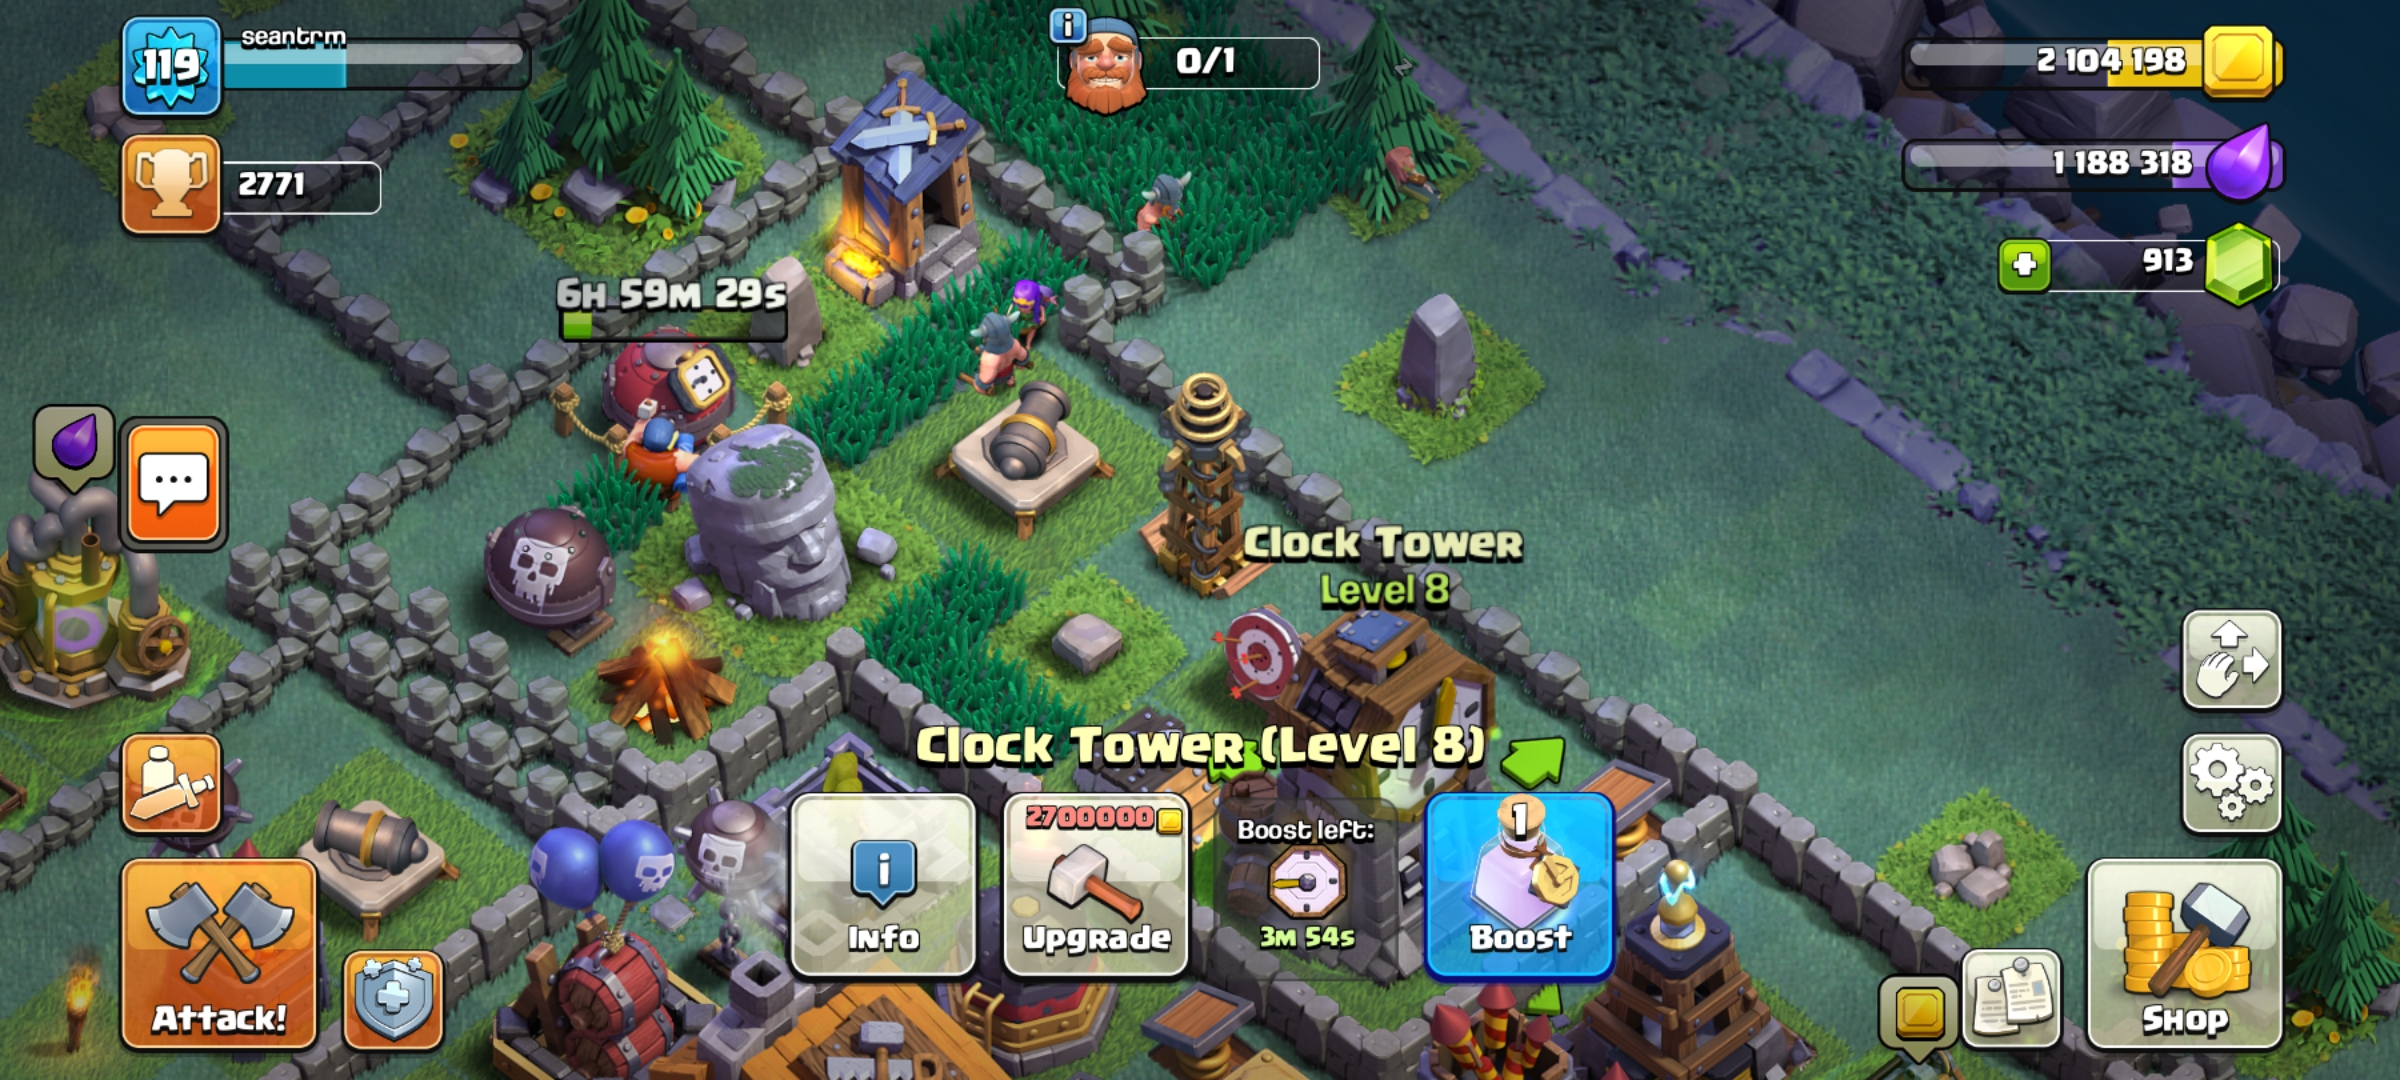 119
seantrm
0/1
2 104 198
2771
1 188 318
913
6H 59M 29s
Clock Tower
Level 8
Clock Tower (Level 8)
Info
2700000
Upgrade
Boost left:
3M 54s
1
Boost
Attack!
Shop